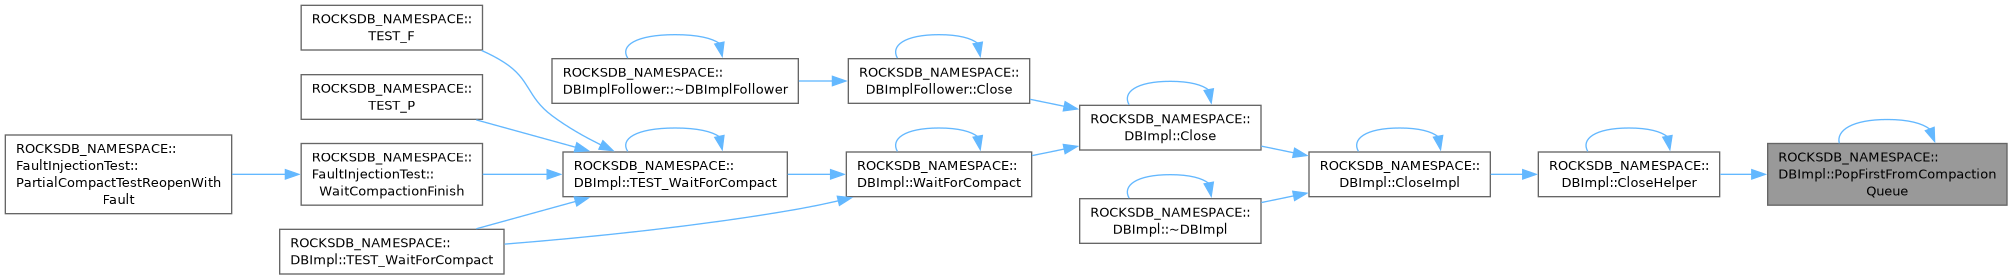 ROCKSDB_NAMESPACE::
TEST_F
ROCKSDB_NAMESPACE::
TEST_P
ROCKSDB_NAMESPACE::
FaultInjectionTest::
PartialCompactTestReopenWith
Fault
ROCKSDB_NAMESPACE::
FaultInjectionTest::
WaitCompactionFinish
ROCKSDB_NAMESPACE::
DBImpl::TEST_WaitForCompact
ROCKSDB_NAMESPACE::
DBImplFollower::~DBImplFollower
ROCKSDB_NAMESPACE::
DBImpl::TEST_WaitForCompact
ROCKSDB_NAMESPACE::
DBImplFollower::Close
ROCKSDB_NAMESPACE::
DBImpl::WaitForCompact
ROCKSDB_NAMESPACE::
DBImpl::Close
ROCKSDB_NAMESPACE::
DBImpl::~DBImpl
ROCKSDB_NAMESPACE::
DBImpl::CloseImpl
ROCKSDB_NAMESPACE::
DBImpl::CloseHelper
ROCKSDB_NAMESPACE::
DBImpl::PopFirstFromCompaction
Queue